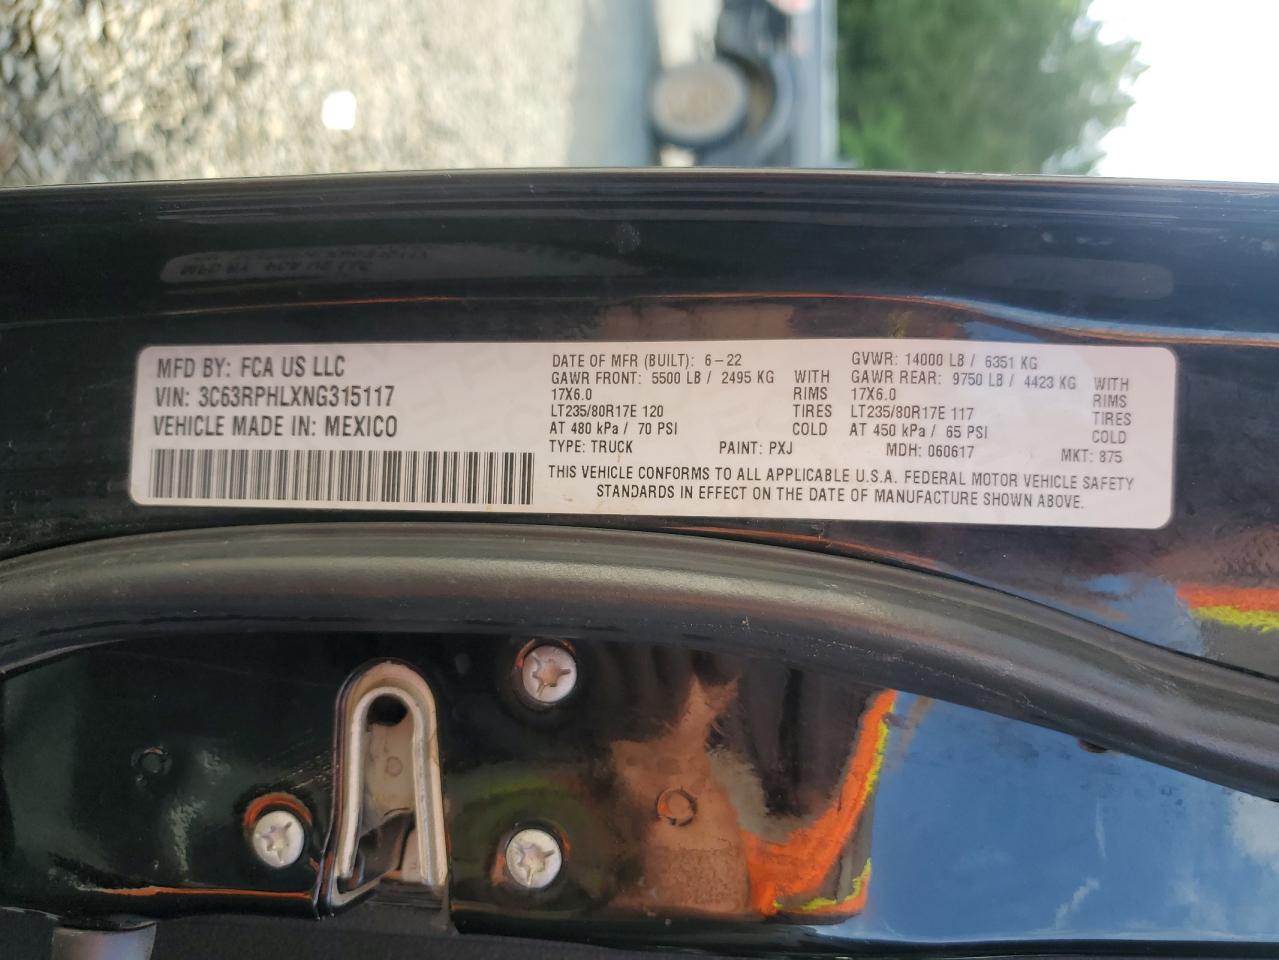 MFD BY: FCA US LLC
VIN: 3C63RPHLXNG315117
VEHICLE MADE IN: MEXICO
DATE OF MFR (BUILT): 6-22
GAWR FRONT: 5500 LB / 2495 KG WITH
17X6.0 RIMS
LT235/80R17E 120 TIRES
AT 480 kPa / 70 PSI COLD
GVWR: 14000 LB / 6351 KG
GAWR REAR: 9750 LB / 4423 KG WITH
17X6.0 RIMS
LT235/80R17E 117 TIRES
AT 450 kPa / 65 PSI COLD
TYPE: TRUCK PAINT: PXJ MDH: 060617 MKT: 875
THIS VEHICLE CONFORMS TO ALL APPLICABLE U.S.A. FEDERAL MOTOR VEHICLE SAFETY
STANDARDS IN EFFECT ON THE DATE OF MANUFACTURE SHOWN ABOVE.